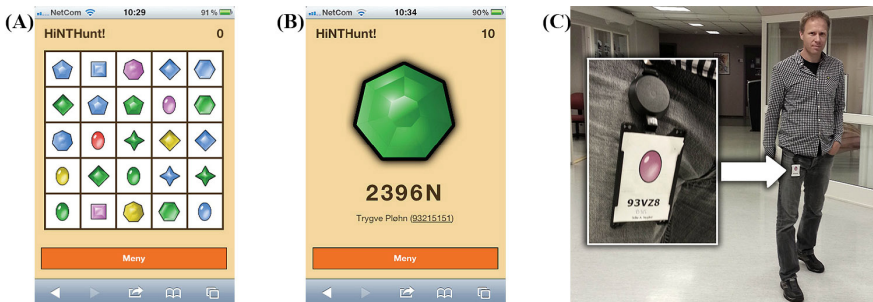 (A)
NetCom 10:29 91 %
HiNTHunt! 0
Meny
(B)
NetCom 10:34 90%
HiNTHunt! 10
2396N
Trygve Pløhn (93215151)
Meny
(C)
93VZ8